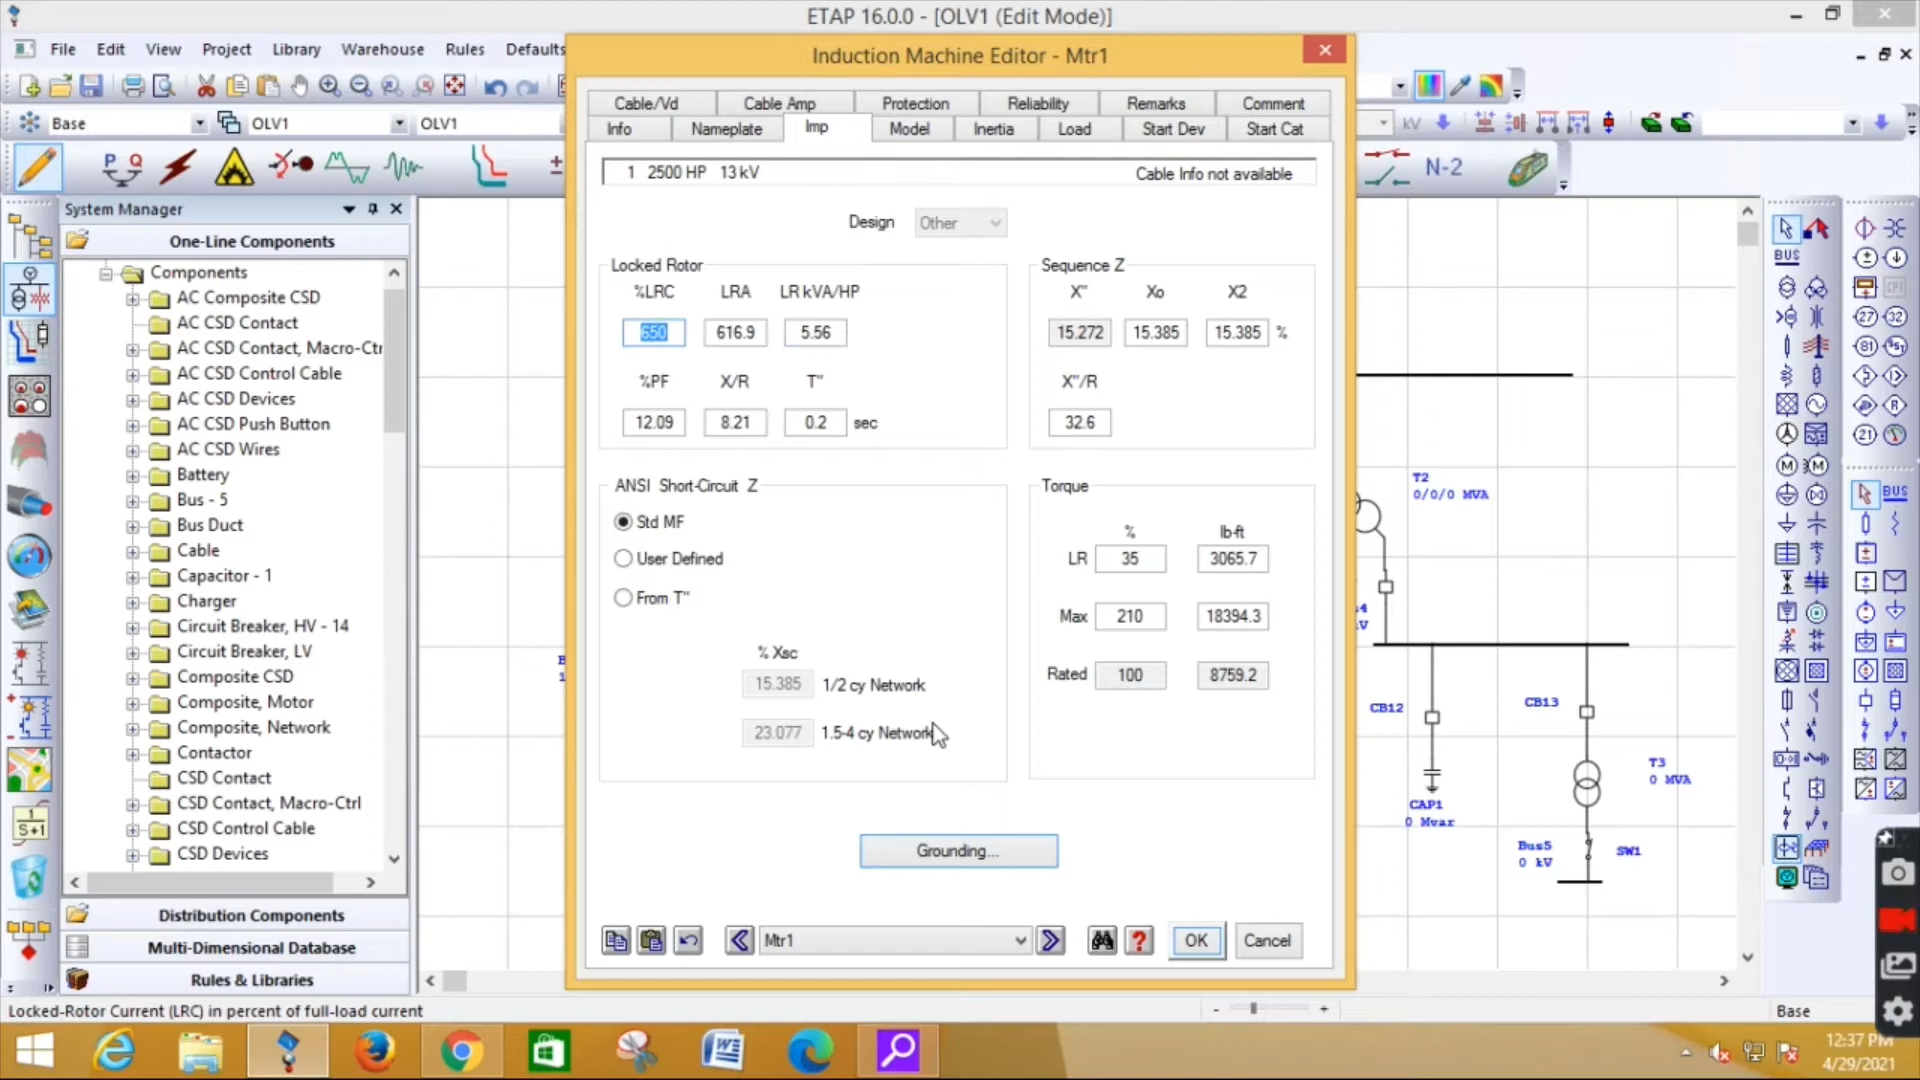 ETAP 16.0.0 - [OLV1 (Edit Mode)]
File Edit View Project Library Warehouse Rules Defaults
Base OLV1 OLV1 kV
P Q N-2
System Manager
One-Line Components
Components
AC Composite CSD
AC CSD Contact
AC CSD Contact, Macro-Ctr
AC CSD Control Cable
AC CSD Devices
AC CSD Push Button
AC CSD Wires
Battery
Bus - 5
Bus Duct
Cable
Capacitor - 1
Charger
Circuit Breaker, HV - 14
Circuit Breaker, LV
Composite CSD
Composite, Motor
Composite, Network
Contactor
CSD Contact
CSD Contact, Macro-Ctrl
CSD Control Cable
CSD Devices
Distribution Components
Multi-Dimensional Database
Rules & Libraries
Induction Machine Editor - Mtr1
Cable/Vd Cable Amp Protection Reliability Remarks Comment
Info Nameplate Imp Model Inertia Load Start Dev Start Cat
1 2500 HP 13 kV Cable Info not available
Design Other
Locked Rotor
%LRC LRA LR kVA/HP
650 616.9 5.56
%PF X/R T"
12.09 8.21 0.2 sec
Sequence Z
X" Xo X2
15.272 15.385 15.385 %
X"/R
32.6
ANSI Short-Circuit Z
Std MF
User Defined
From T"
% Xsc
15.385 1/2 cy Network
23.077 1.5-4 cy Network
Torque
% lb-ft
LR 35 3065.7
Max 210 18394.3
Rated 100 8759.2
Grounding...
Mtr1 OK Cancel
T2
0/0/0 MVA
CB12
CB13
CAP1
0 Mvar
T3
0 MVA
Bus5
0 kV
SW1
BUS
BUS
S+1
Locked-Rotor Current (LRC) in percent of full-load current
Base
12:37 PM
4/29/2021